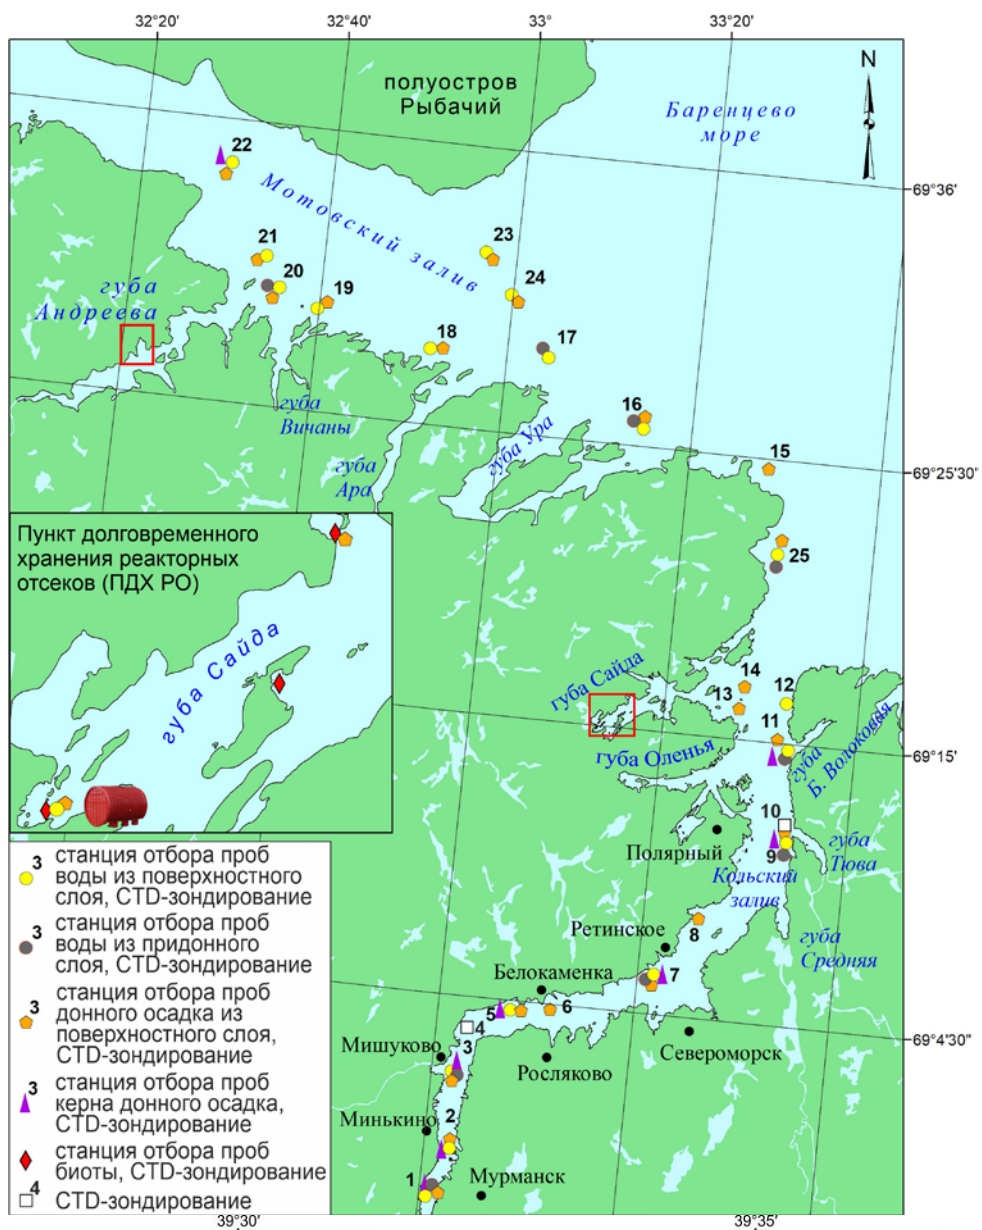 32°20'
32°40'
33°
33°20'
полуостров
Рыбачий
Баренцево
море
N
22
69°36'
Мотовский залив
21
20
19
23
24
губа
Андреева
18
17
губа
Вичаны
губа
Ара
губа Ура
16
15
69°25'30"
25
Пункт долговременного
хранения реакторных
отсеков (ПДХ РО)
губа Сайда
губа Сайда
14
13
12
11
губа Оленья
губа
Б. Волоковая
69°15'
10
Полярный
9
губа
Тюва
Кольский
залив
8
Ретинское
губа
Средняя
Белокаменка
7
5
6
4
Мишуково
3
Росляково
Североморск
69°4'30"
Минькино
2
1
Мурманск
3 станция отбора проб
воды из поверхностного
слоя, CTD-зондирование
3 станция отбора проб
воды из придонного
слоя, CTD-зондирование
3 станция отбора проб
донного осадка из
поверхностного слоя,
CTD-зондирование
3 станция отбора проб
керна донного осадка,
CTD-зондирование
станция отбора проб
биоты, CTD-зондирование
4 CTD-зондирование
69°30'
69°35'